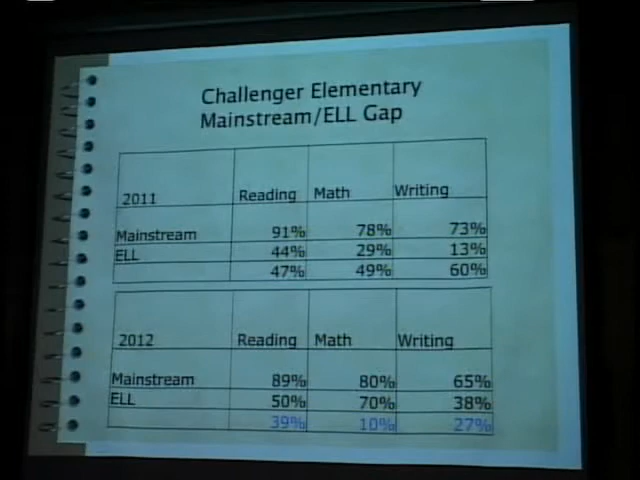 Challenger Elementary
Mainstream/ELL Gap
2011 Reading Math Writing
Mainstream 91% 78% 73%
ELL 44% 29% 13%
47% 49% 60%
2012 Reading Math Writing
Mainstream 89% 80% 65%
ELL 50% 70% 38%
39% 10% 27%